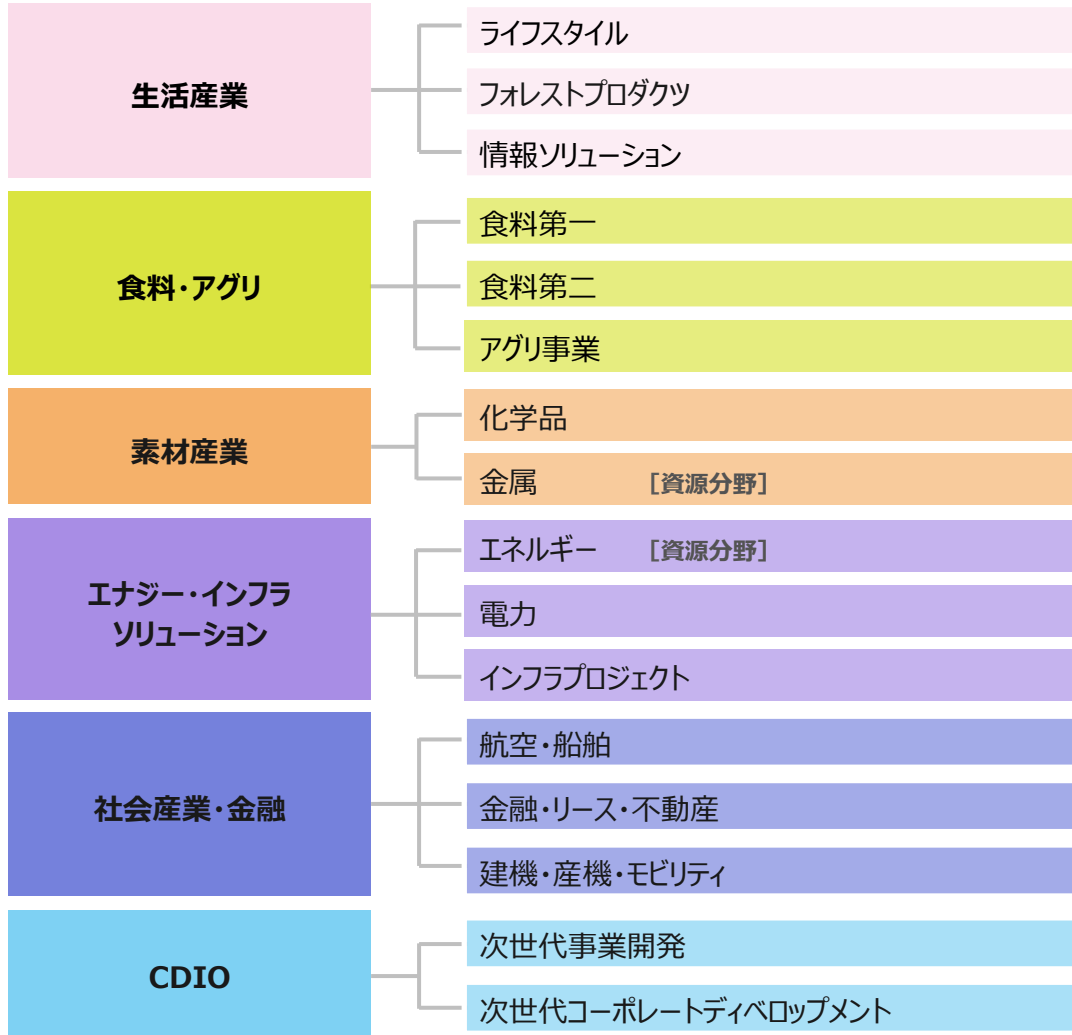 生活産業
ライフスタイル
フォレストプロダクツ
情報ソリューション
食料・アグリ
食料第一
食料第二
アグリ事業
素材産業
化学品
金属 [資源分野]
エナジー・インフラ
ソリューション
エネルギー [資源分野]
電力
インフラプロジェクト
社会産業・金融
航空・船舶
金融・リース・不動産
建機・産機・モビリティ
CDIO
次世代事業開発
次世代コーポレートディベロップメント